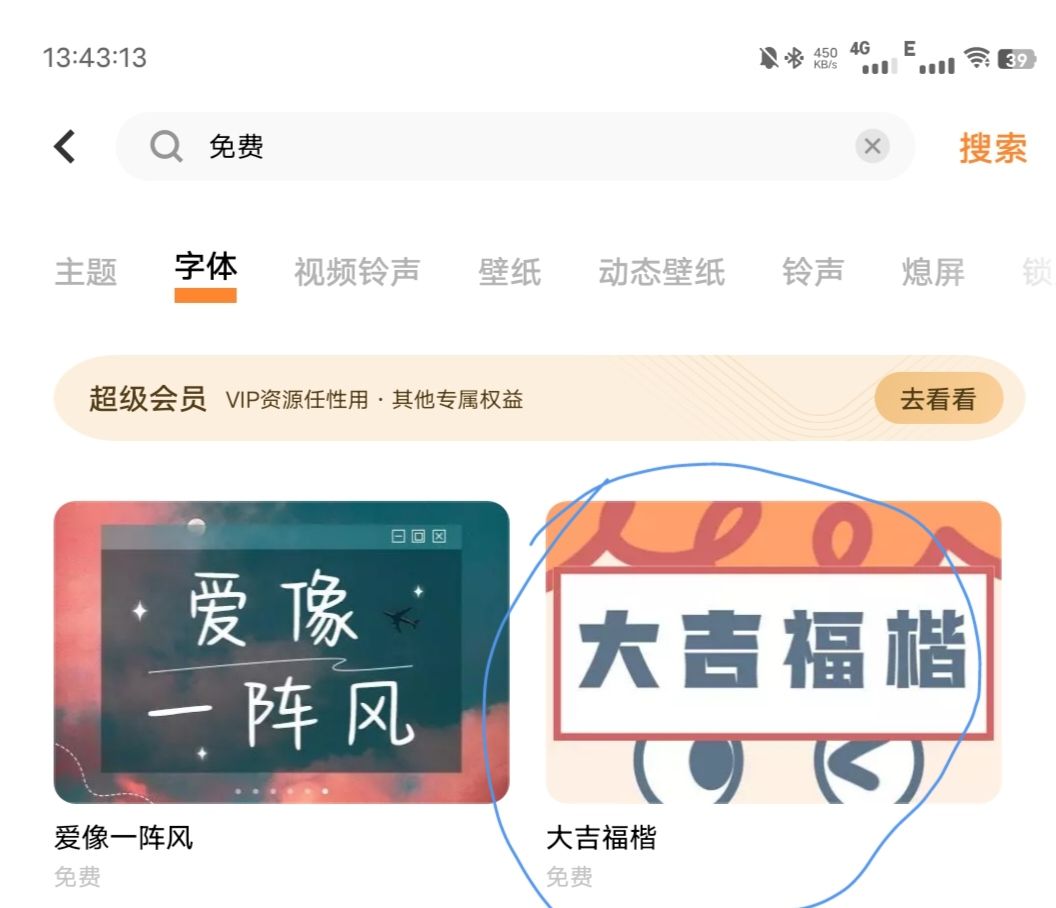 13:43:13 450 KB/s 4G E 39
免费 搜索
主题 字体 视频铃声 壁纸 动态壁纸 铃声 熄屏 锁
超级会员 VIP资源任性用 · 其他专属权益 去看看
爱像
一阵风
大吉福楷
爱像一阵风 大吉福楷
免费 免费